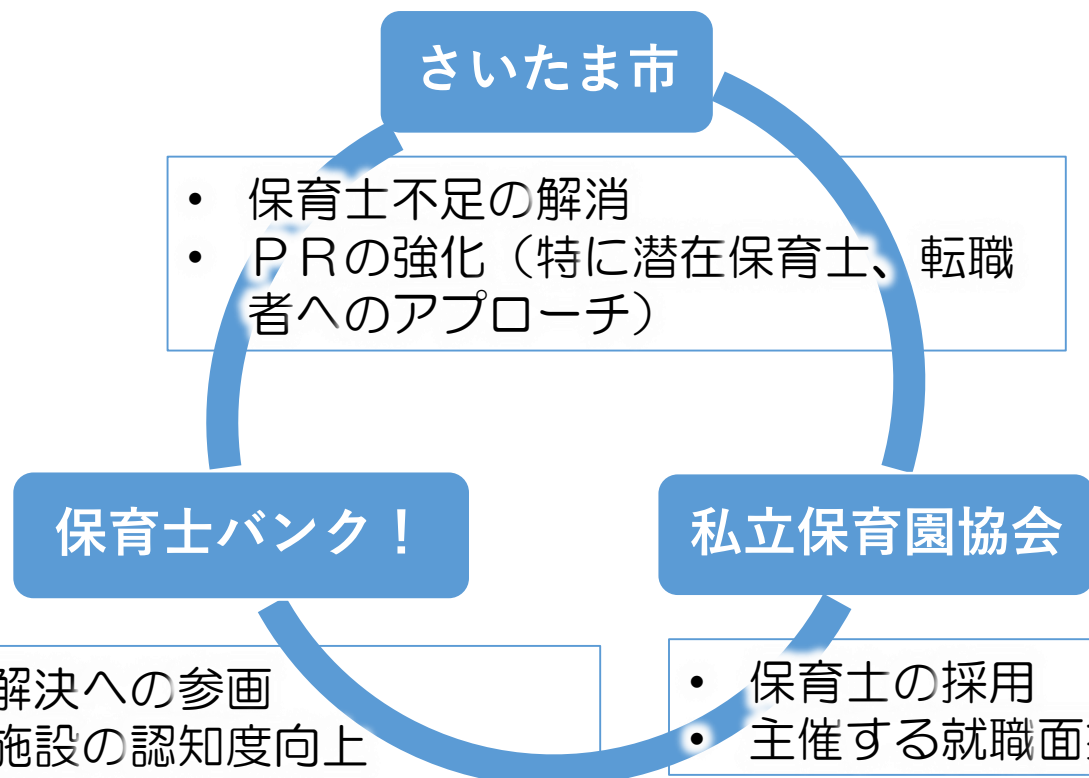 さいたま市
• 保育士不足の解消
• ＰＲの強化（特に潜在保育士、転職
者へのアプローチ）
保育士バンク！
私立保育園協会
解決への参画
施設の認知度向上
• 保育士の採用
• 主催する就職面